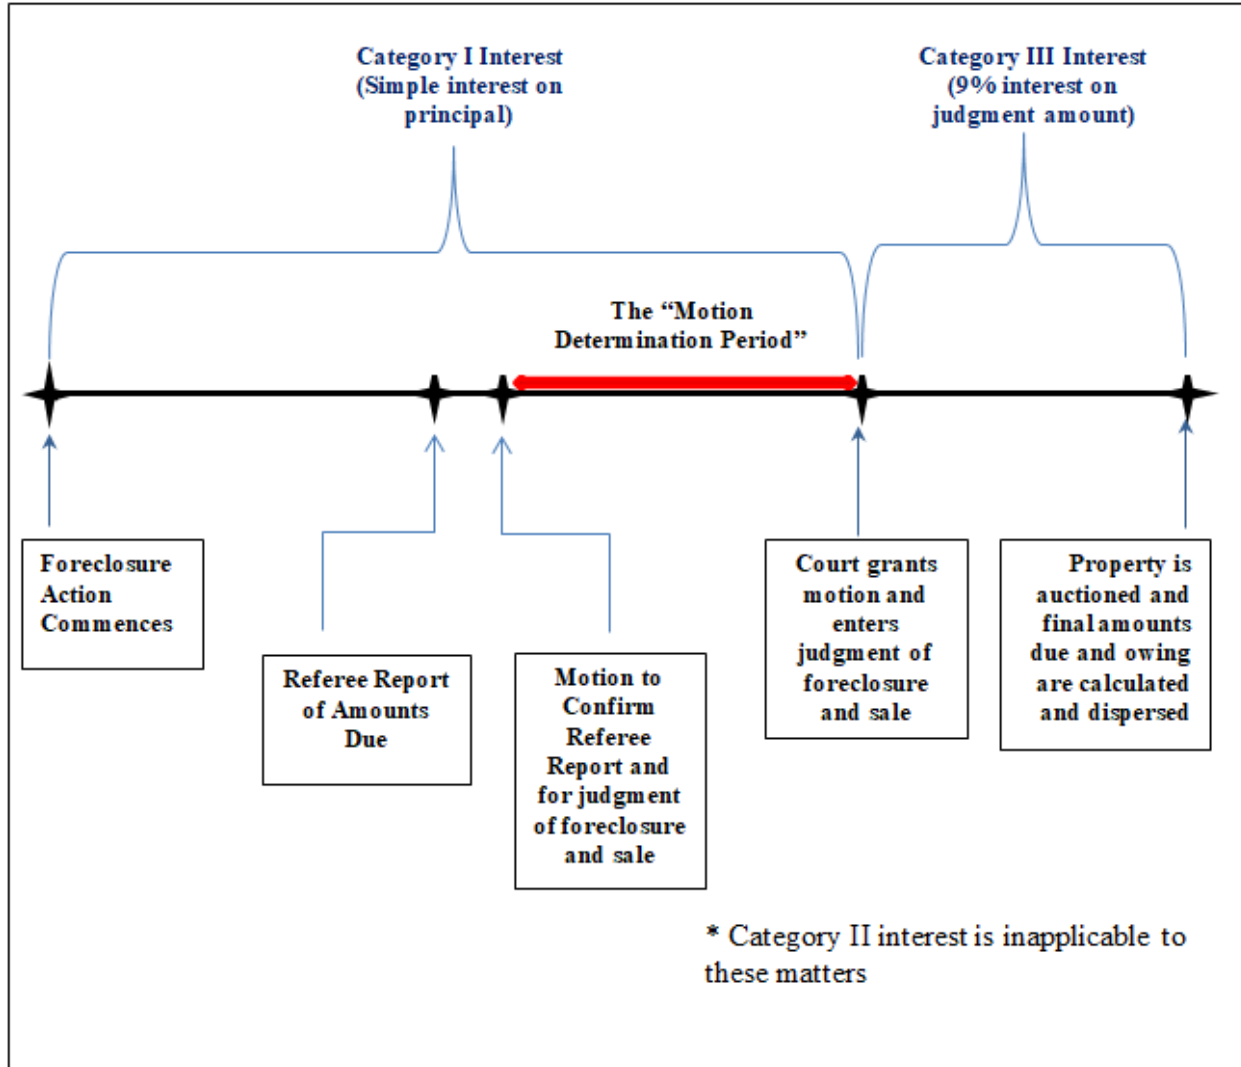 Category I Interest
(Simple interest on
principal)
Category III Interest
(9% interest on
judgment amount)
The “Motion
Determination Period”
Foreclosure
Action
Commences
Referee Report
of Amounts
Due
Motion to
Confirm
Referee
Report and
for judgment
of foreclosure
and sale
Court grants
motion and
enters
judgment of
foreclosure
and sale
Property is
auctioned and
final amounts
due and owing
are calculated
and dispersed
* Category II interest is inapplicable to
these matters